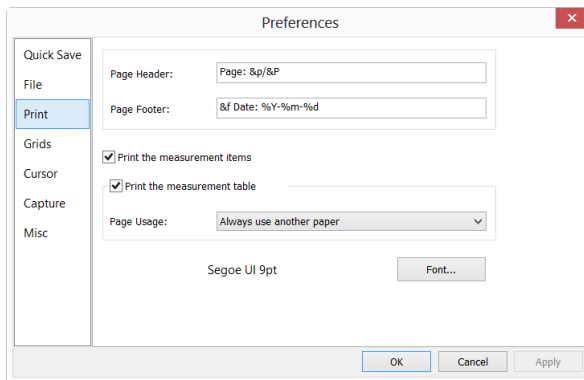 Preferences
Quick Save
File
Print
Grids
Cursor
Capture
Misc
Page Header:
Page: &p/&P
Page Footer:
&f Date: %Y-%m-%d
Print the measurement items
Print the measurement table
Page Usage:
Always use another paper
Segoe UI 9pt
Font...
OK
Cancel
Apply